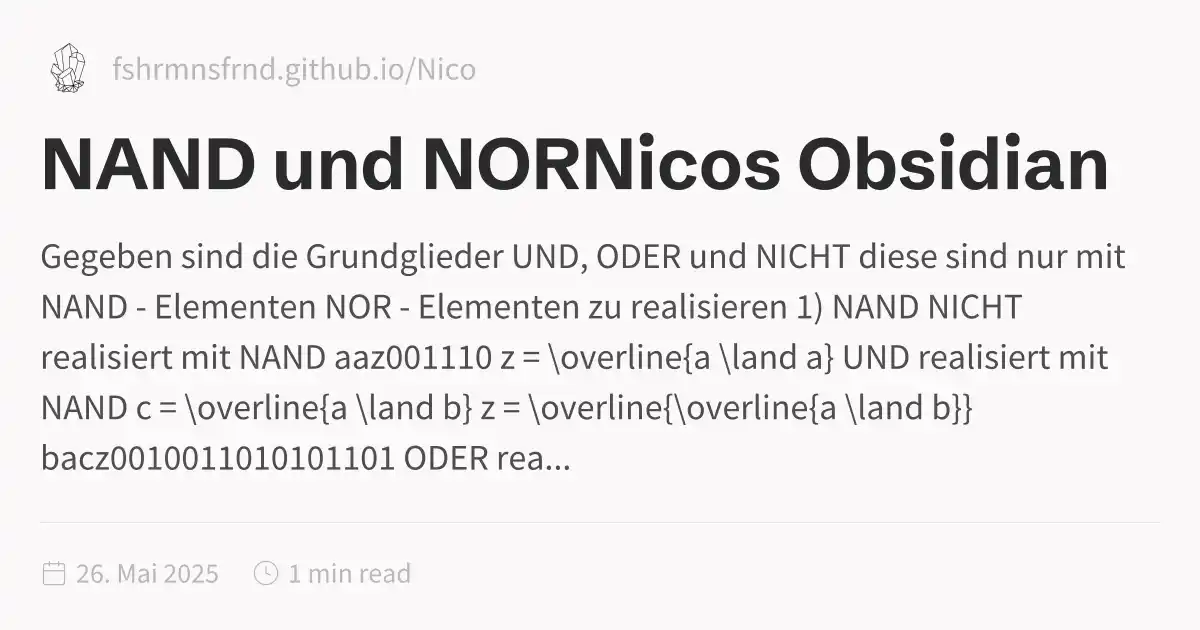 fshrmnsfrnd.github.io/Nico
NAND und NORNicos Obsidian
Gegeben sind die Grundglieder UND, ODER und NICHT diese sind nur mit
NAND - Elementen NOR - Elementen zu realisieren 1) NAND NICHT
realisiert mit NAND aaz001110 z = \overline{a \land a} UND realisiert mit
NAND c = \overline{a \land b} z = \overline{\overline{a \land b}}
bacz0010011010101101 ODER rea...
26. Mai 2025
1 min read